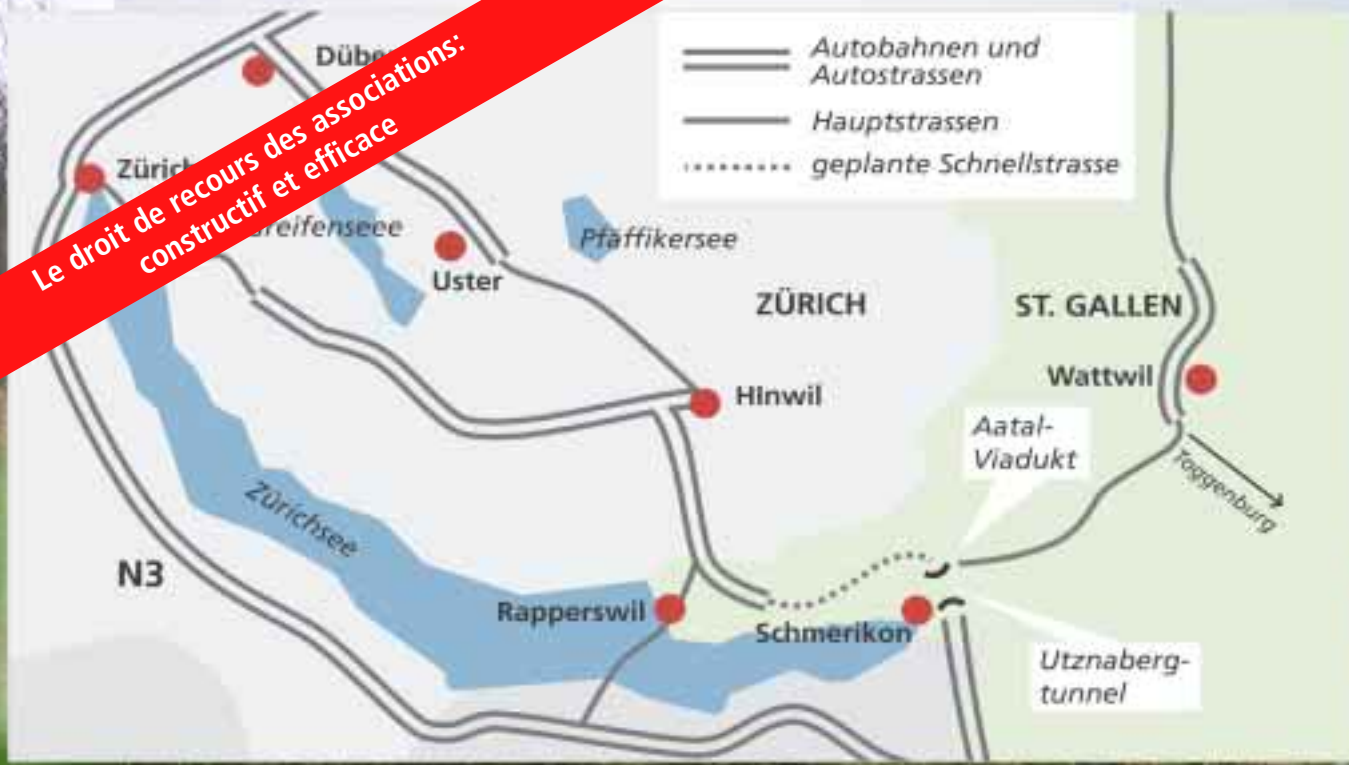 Le droit de recours des associations:
constructif et efficace
Autobahnen und
Autostrassen
Hauptstrassen
geplante Schnellstrasse
Pfäffikersee
Uster
ZÜRICH
ST. GALLEN
Wattwil
HInwil
Aatal-
Viadukt
Toggenburg
Zürichsee
N3
Rapperswil
Schmerikon
Utznaberg-
tunnel